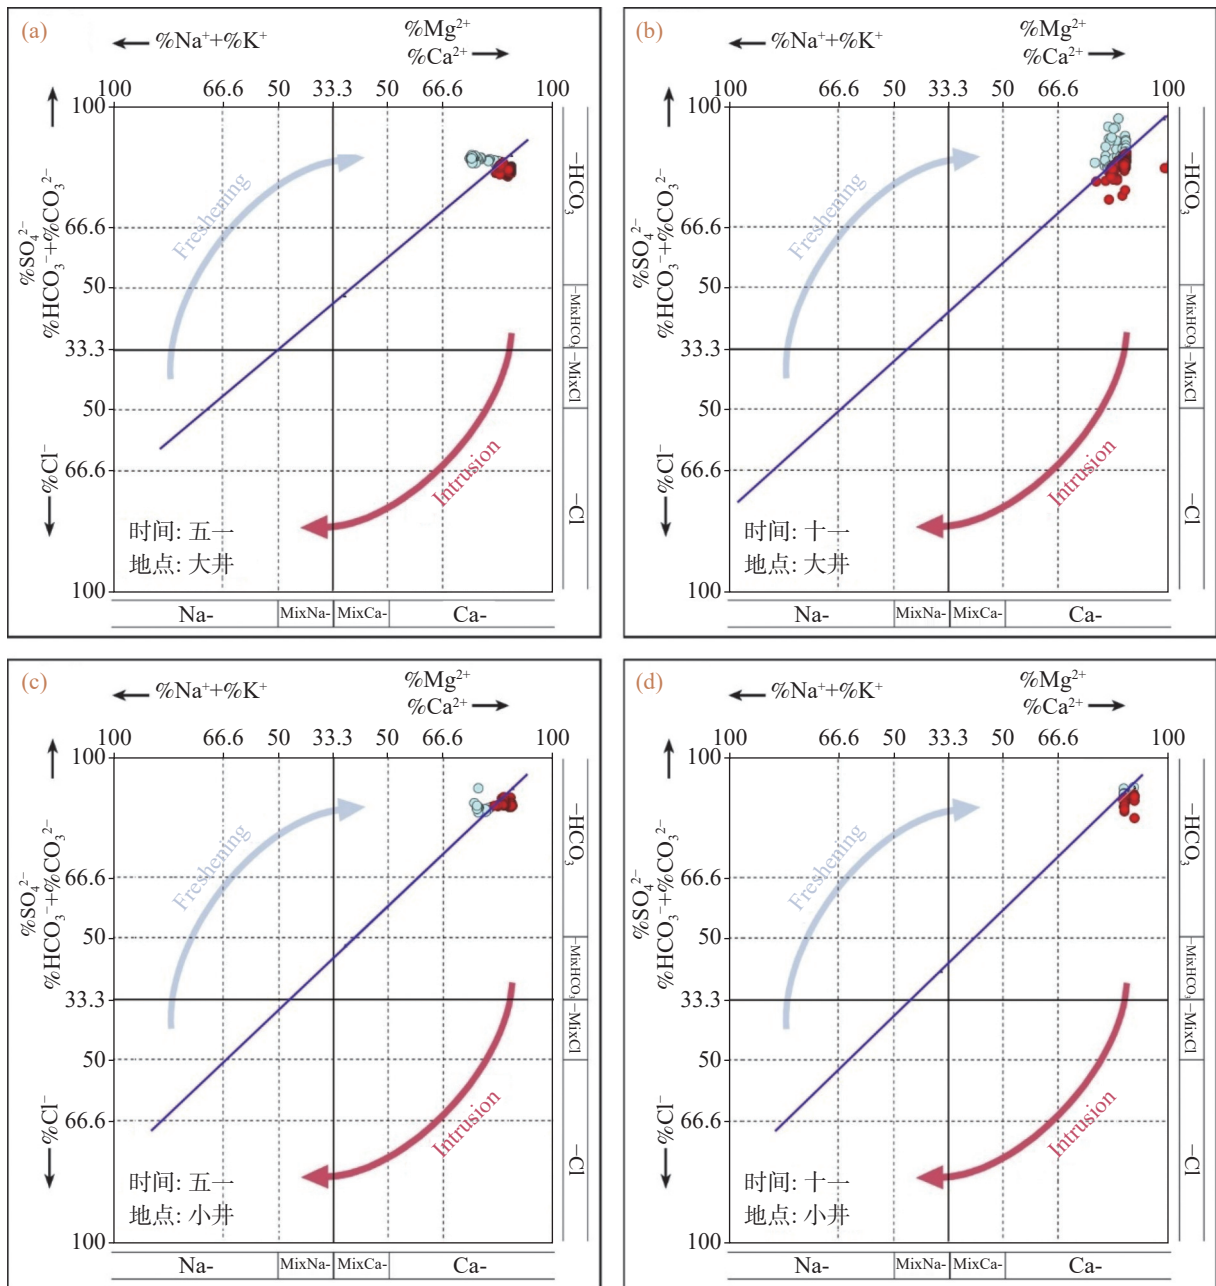 (a)
←%Na⁺+%K⁺
%Mg²⁺
%Ca²⁺→
100 66.6 50 33.3 50 66.6 100
100
66.6
50
33.3
50
66.6
100
%SO₄²⁻
%HCO₃⁻+%CO₃²⁻
%Cl⁻
Freshening
Intrusion
–HCO₃
–MixHCO₃
–MixCl
–Cl
时间: 五一
地点: 大井
Na- MixNa- MixCa- Ca-
(b)
←%Na⁺+%K⁺
%Mg²⁺
%Ca²⁺→
100 66.6 50 33.3 50 66.6 100
100
66.6
50
33.3
50
66.6
100
%SO₄²⁻
%HCO₃⁻+%CO₃²⁻
%Cl⁻
Freshening
Intrusion
–HCO₃
–MixHCO₃
–MixCl
–Cl
时间: 十一
地点: 大井
Na- MixNa- MixCa- Ca-
(c)
←%Na⁺+%K⁺
%Mg²⁺
%Ca²⁺→
100 66.6 50 33.3 50 66.6 100
100
66.6
50
33.3
50
66.6
100
%SO₄²⁻
%HCO₃⁻+%CO₃²⁻
%Cl⁻
Freshening
Intrusion
–HCO₃
–MixHCO₃
–MixCl
–Cl
时间: 五一
地点: 小井
Na- MixNa- MixCa- Ca-
(d)
←%Na⁺+%K⁺
%Mg²⁺
%Ca²⁺→
100 66.6 50 33.3 50 66.6 100
100
66.6
50
33.3
50
66.6
100
%SO₄²⁻
%HCO₃⁻+%CO₃²⁻
%Cl⁻
Freshening
Intrusion
–HCO₃
–MixHCO₃
–MixCl
–Cl
时间: 十一
地点: 小井
Na- MixNa- MixCa- Ca-